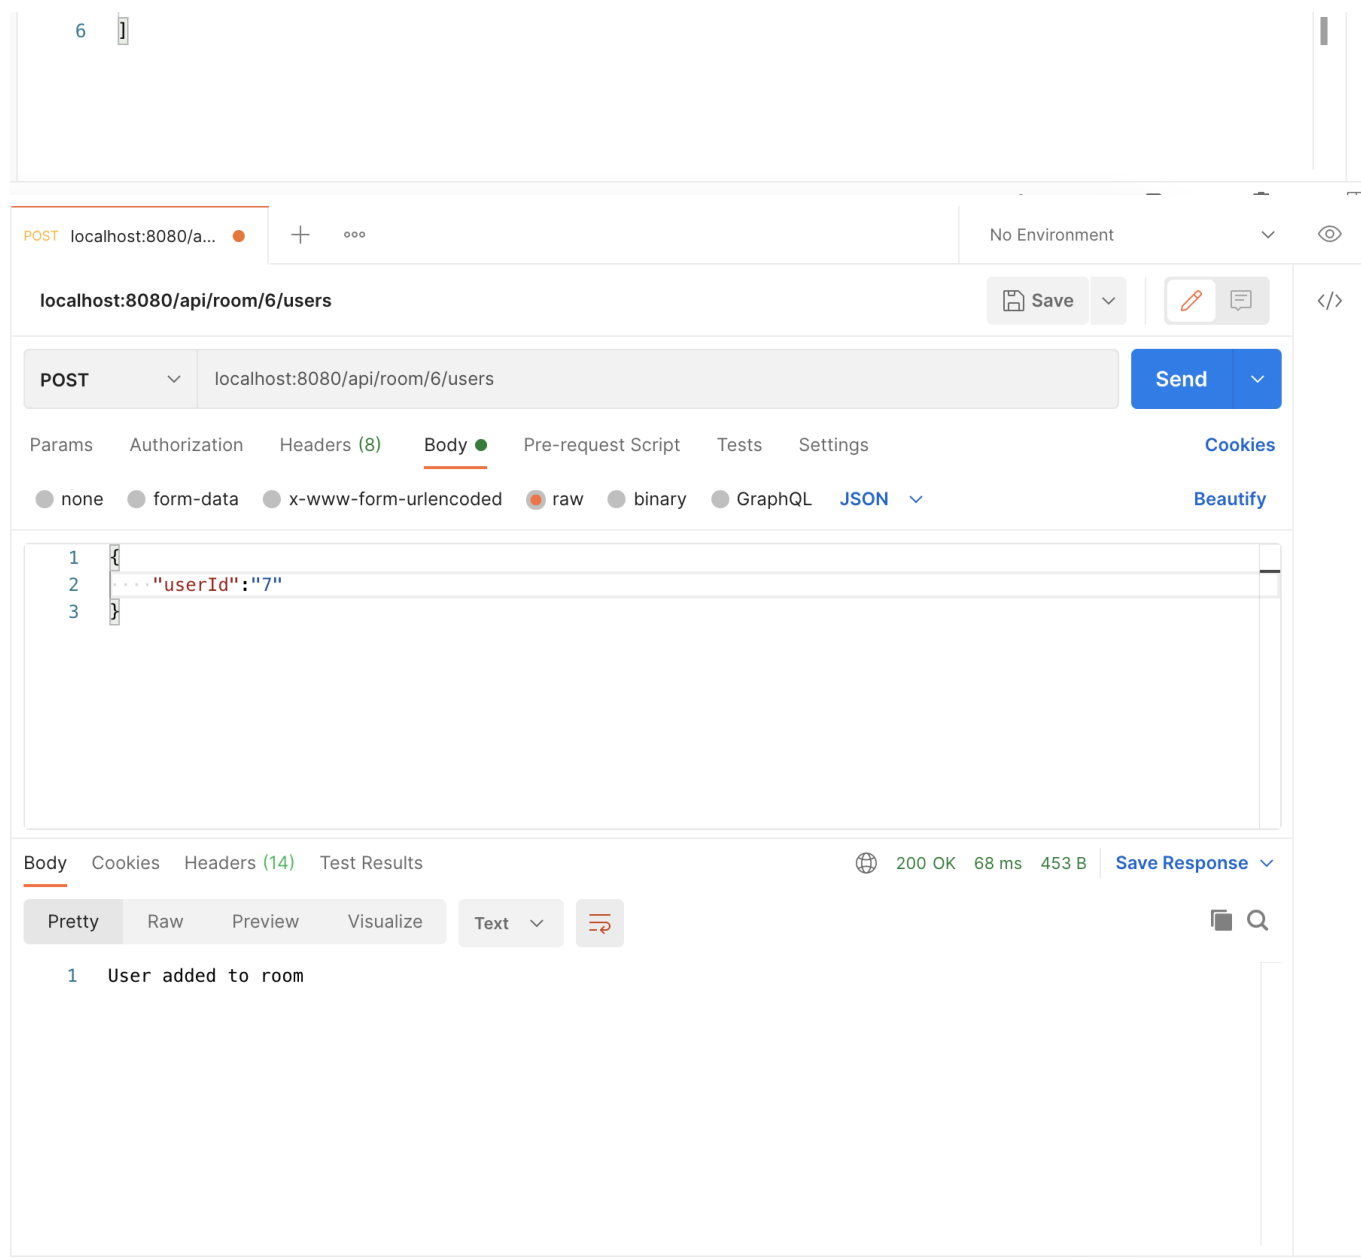 6 ]
POST localhost:8080/a...
No Environment
localhost:8080/api/room/6/users
Save
POST localhost:8080/api/room/6/users Send
Params Authorization Headers (8) Body Pre-request Script Tests Settings Cookies
none form-data x-www-form-urlencoded raw binary GraphQL JSON Beautify
1 {
2 "userId":"7"
3 }
Body Cookies Headers (14) Test Results 200 OK 68 ms 453 B Save Response
Pretty Raw Preview Visualize Text
1 User added to room